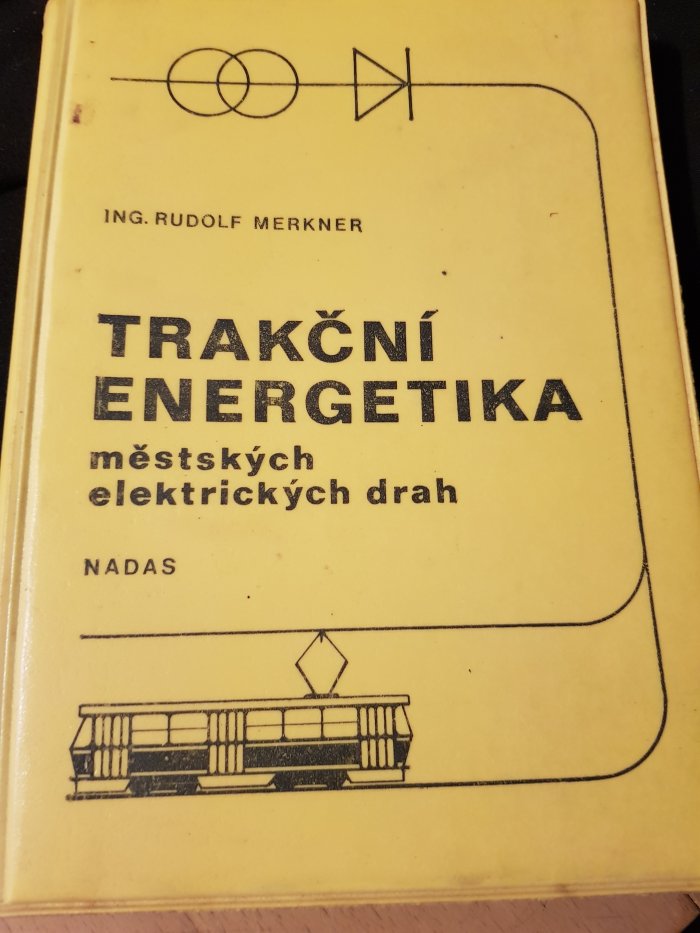 ING. RUDOLF MERKNER
TRAKČNÍ
ENERGETIKA
městských
elektrických drah
NADAS